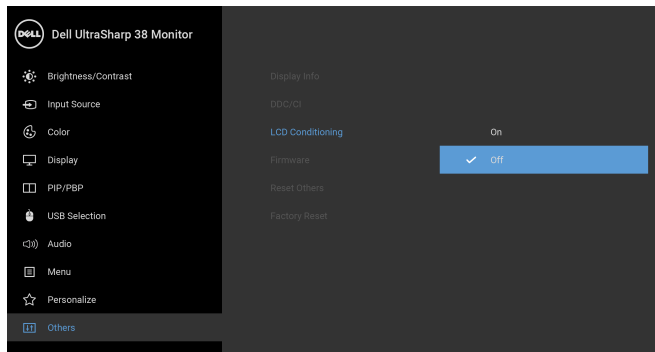 DELL Dell UltraSharp 38 Monitor
Brightness/Contrast
Input Source
Color
Display
PIP/PBP
USB Selection
Audio
Menu
Personalize
Others
Display Info
DDC/CI
LCD Conditioning
Firmware
Reset Others
Factory Reset
On
Off